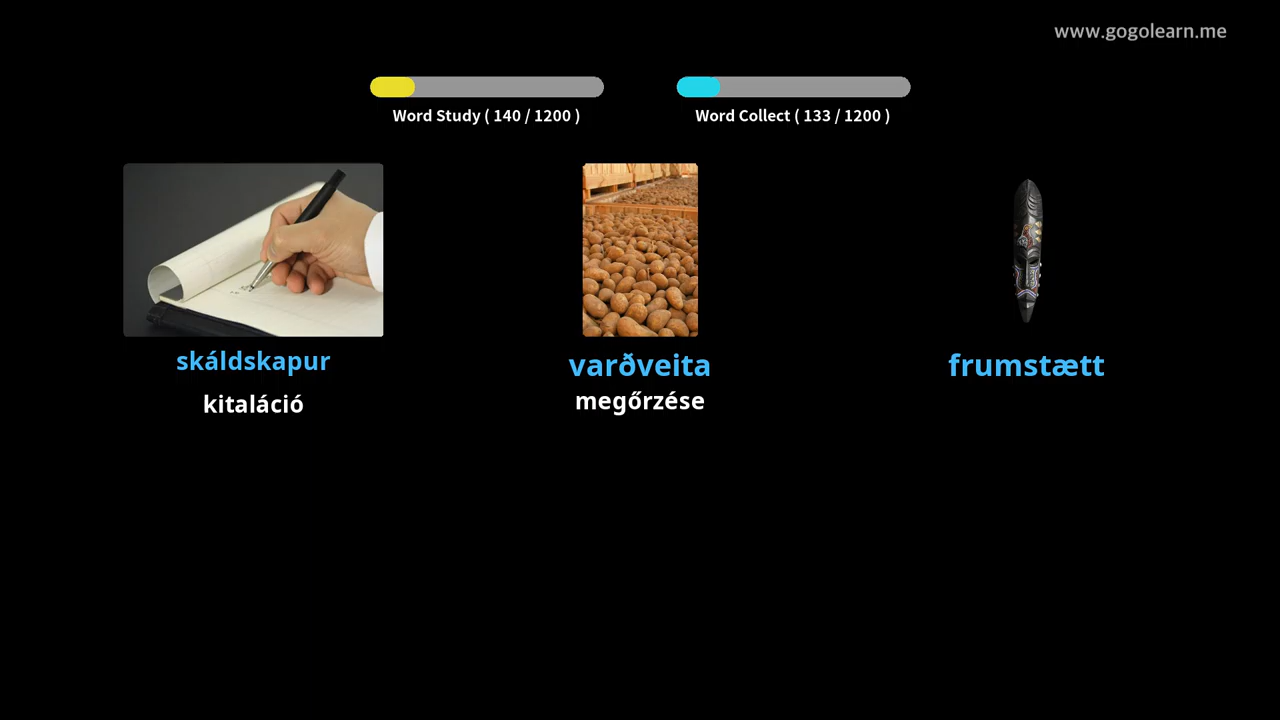 www.gogolearn.me
Word Study ( 140 / 1200 )
Word Collect ( 133 / 1200 )
skáldskapur
kitaláció
varðveita
megőrzése
frumstætt